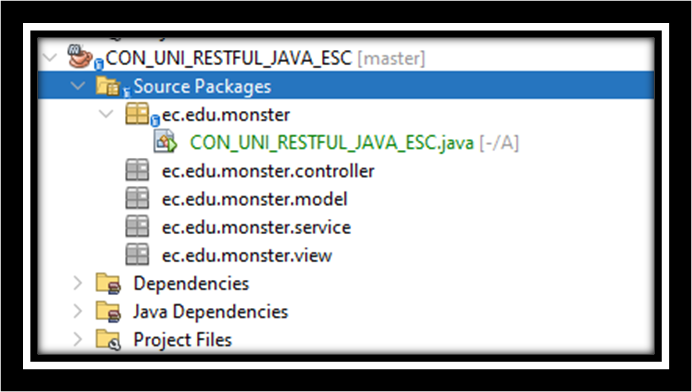 CON_UNI_RESTFUL_JAVA_ESC [master]
Source Packages
ec.edu.monster
CON_UNI_RESTFUL_JAVA_ESC.java [-/A]
ec.edu.monster.controller
ec.edu.monster.model
ec.edu.monster.service
ec.edu.monster.view
Dependencies
Java Dependencies
Project Files